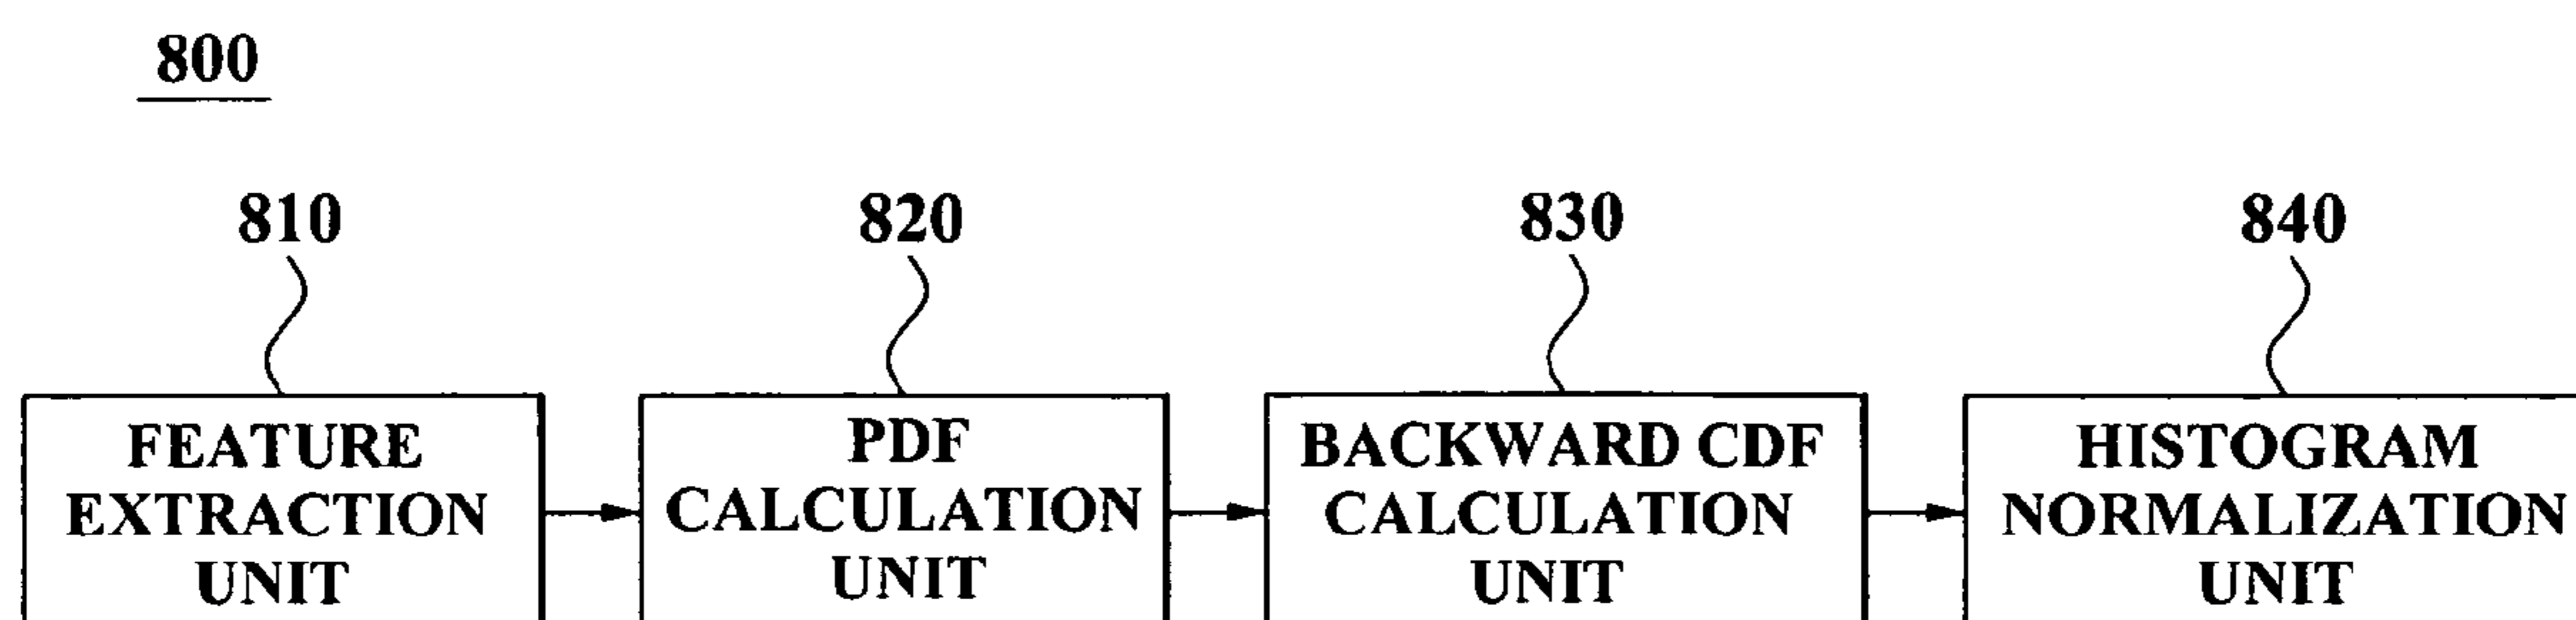 800
810
820
830
840
FEATURE
EXTRACTION
UNIT
PDF
CALCULATION
UNIT
BACKWARD CDF
CALCULATION
UNIT
HISTOGRAM
NORMALIZATION
UNIT